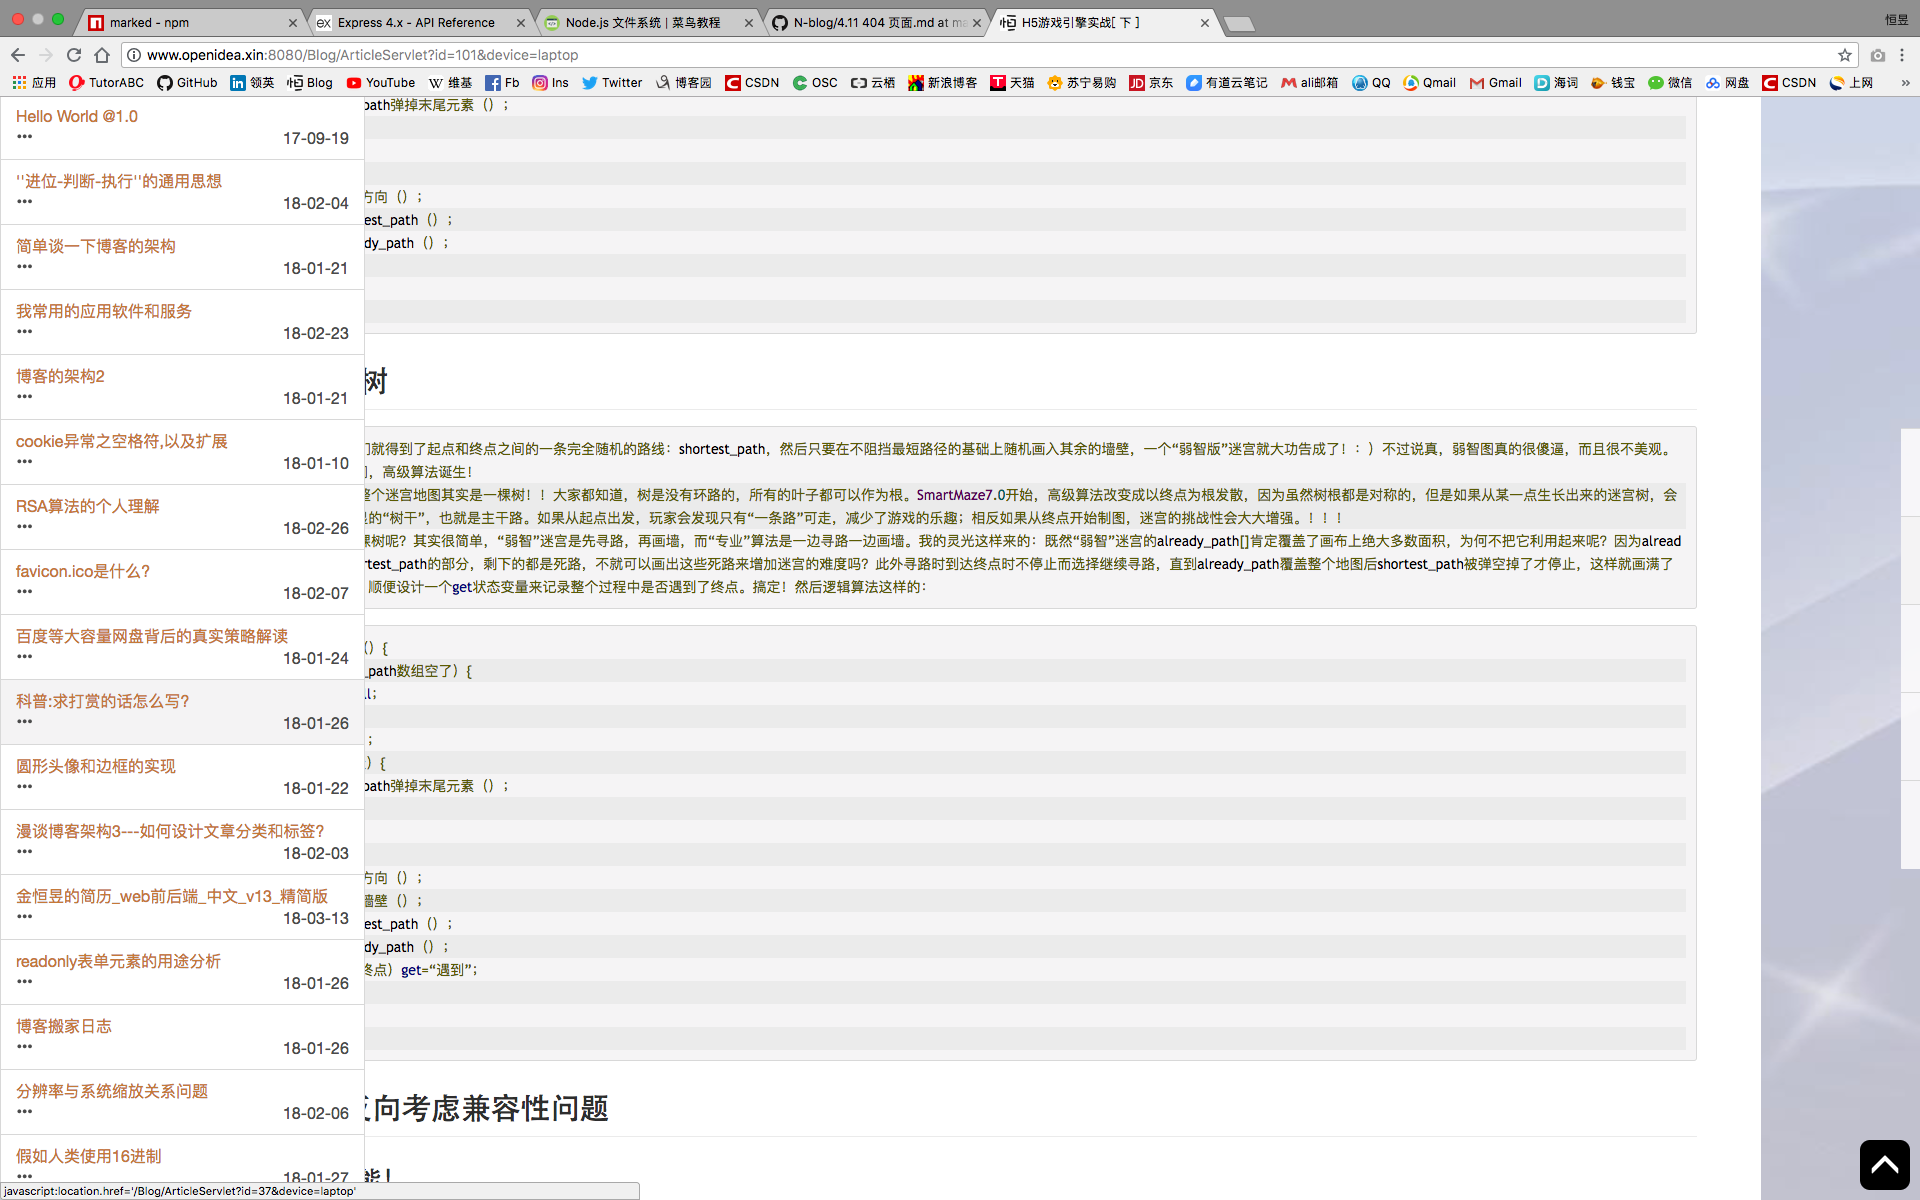 marked - npm
Express 4.x - API Reference
Node.js 文件系统 | 菜鸟教程
N-blog/4.11 404 页面.md at ma
H5游戏引擎实战[ 下 ]
恒昱
www.openidea.xin:8080/Blog/ArticleServlet?id=101&device=laptop
应用 TutorABC GitHub 领英 Blog YouTube 维基 Fb Ins Twitter 博客园 CSDN OSC 云栖 新浪博客 天猫 苏宁易购 京东 有道云笔记 ali邮箱 QQ Qmail Gmail 海词 钱宝 微信 网盘 CSDN 上网 »
Hello World @1.0
•••
17-09-19
''进位-判断-执行''的通用思想
•••
18-02-04
简单谈一下博客的架构
•••
18-01-21
我常用的应用软件和服务
•••
18-02-23
博客的架构2
•••
18-01-21
cookie异常之空格符,以及扩展
•••
18-01-10
RSA算法的个人理解
•••
18-02-26
favicon.ico是什么?
•••
18-02-07
百度等大容量网盘背后的真实策略解读
•••
18-01-24
科普:求打赏的话怎么写?
•••
18-01-26
圆形头像和边框的实现
•••
18-01-22
漫谈博客架构3---如何设计文章分类和标签?
•••
18-02-03
金恒昱的简历_web前后端_中文_v13_精简版
•••
18-03-13
readonly表单元素的用途分析
•••
18-01-26
博客搬家日志
•••
18-01-26
分辨率与系统缩放关系问题
•••
18-02-06
假如人类使用16进制
•••
18-01-27
javascript:location.href='/Blog/ArticleServlet?id=37&device=laptop'
path弹掉末尾元素（）;
方向（）;
est_path（）;
dy_path（）;
树
们就得到了起点和终点之间的一条完全随机的路线：shortest_path，然后只要在不阻挡最短路径的基础上随机画入其余的墙壁，一个“弱智版”迷宫就大功告成了！：）不过说真，弱智图真的很傻逼，而且很不美观。
，高级算法诞生！
整个迷宫地图其实是一棵树！！大家都知道，树是没有环路的，所有的叶子都可以作为根。SmartMaze7.0开始，高级算法改变成以终点为根发散，因为虽然树根都是对称的，但是如果从某一点生长出来的迷宫树，会
的“树干”，也就是主干路。如果从起点出发，玩家会发现只有“一条路”可走，减少了游戏的乐趣；相反如果从终点开始制图，迷宫的挑战性会大大增强。！！！
棵树呢？其实很简单，“弱智”迷宫是先寻路，再画墙，而“专业”算法是一边寻路一边画墙。我的灵光这样来的：既然“弱智”迷宫的already_path[]肯定覆盖了画布上绝大多数面积，为何不把它利用起来呢？因为alread
rtest_path的部分，剩下的都是死路，不就可以画出这些死路来增加迷宫的难度吗？此外寻路时到达终点时不停止而选择继续寻路，直到already_path覆盖整个地图后shortest_path被弹空掉了才停止，这样就画满了
顺便设计一个get状态变量来记录整个过程中是否遇到了终点。搞定！然后逻辑算法这样的：
() {
_path数组空了）{
ll;
;
）{
path弹掉末尾元素（）;
方向（）;
墙壁（）;
est_path（）;
dy_path（）;
终点）get=“遇到”;
反向考虑兼容性问题
能！